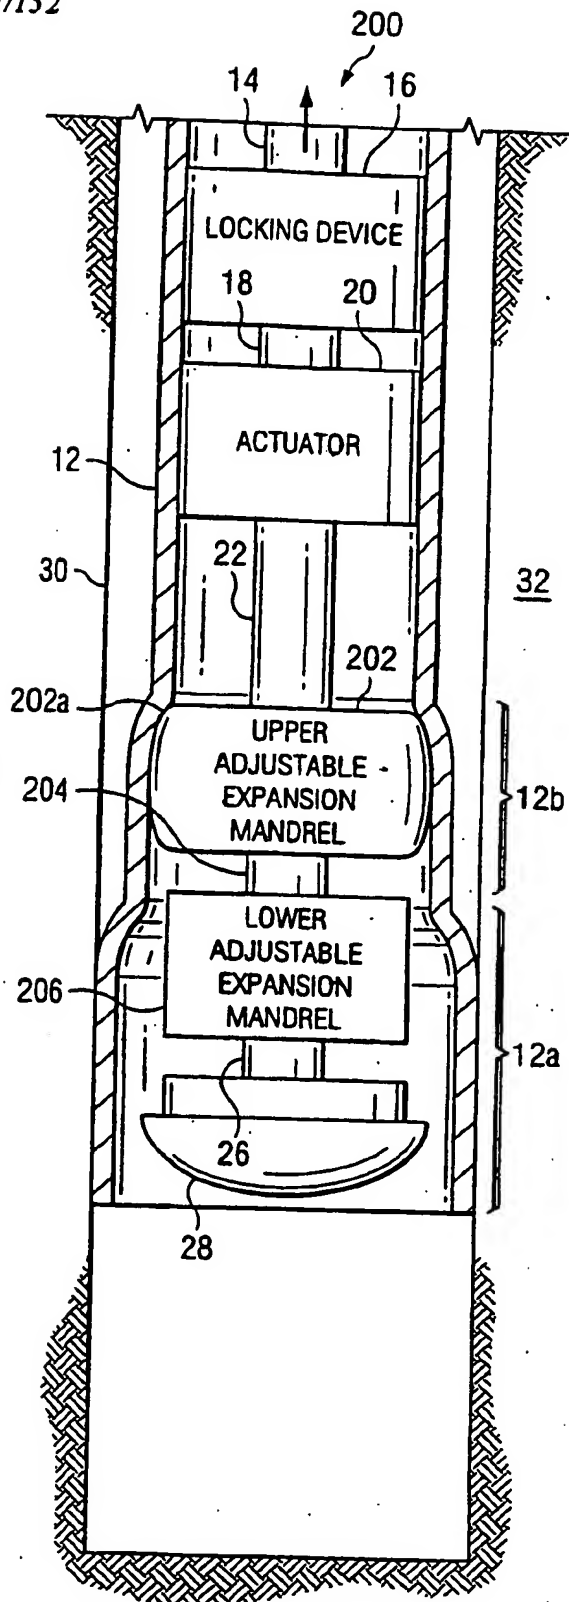 200
14
16
LOCKING DEVICE
18
20
ACTUATOR
12
30
22
32
202
202a
UPPER
ADJUSTABLE
EXPANSION
MANDREL
12b
204
LOWER
ADJUSTABLE
EXPANSION
MANDREL
206
12a
26
28